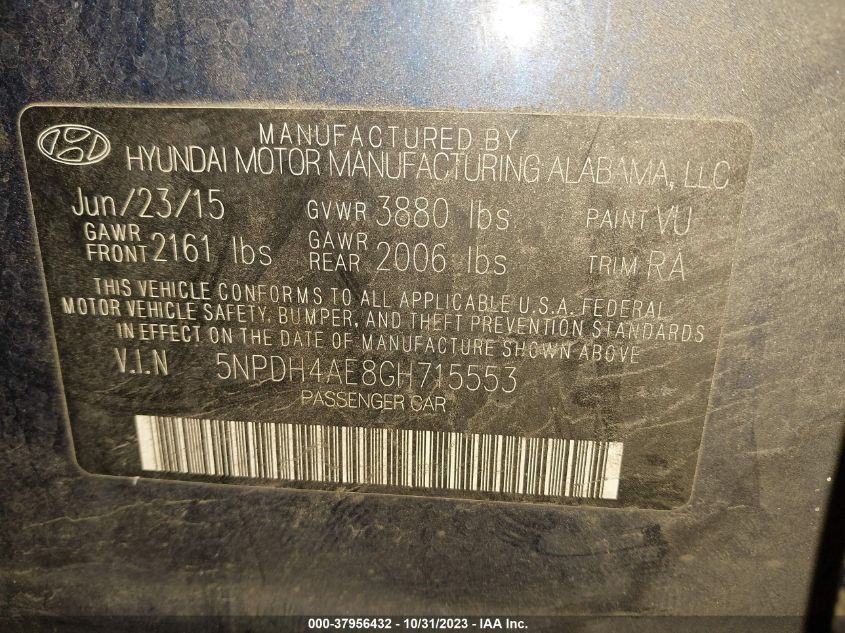 MANUFACTURED BY
HYUNDAI MOTOR MANUFACTURING ALABAMA, LLC
Jun/23/15 GVWR 3880 lbs PAINT VU
GAWR FRONT 2161 lbs GAWR REAR 2006 lbs TRIM RA
THIS VEHICLE CONFORMS TO ALL APPLICABLE U.S.A. FEDERAL
MOTOR VEHICLE SAFETY, BUMPER, AND THEFT PREVENTION STANDARDS
IN EFFECT ON THE DATE OF MANUFACTURE SHOWN ABOVE
V.I.N 5NPDH4AE8GH715553
PASSENGER CAR
000-37956432 - 10/31/2023 - IAA Inc.